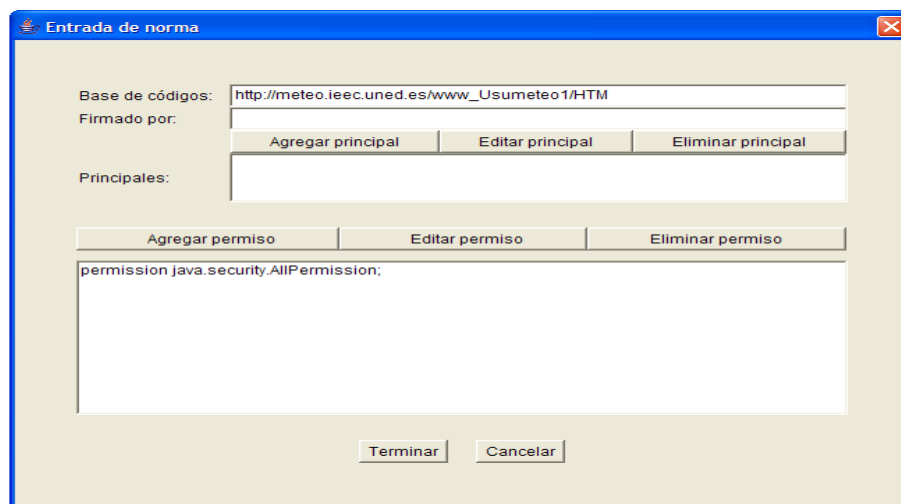 Entrada de norma
Base de códigos: http://meteo.ieec.uned.es/www_Usumeteo1/HTM
Firmado por:
Agregar principal Editar principal Eliminar principal
Principales:
Agregar permiso Editar permiso Eliminar permiso
permission java.security.AllPermission;
Terminar Cancelar